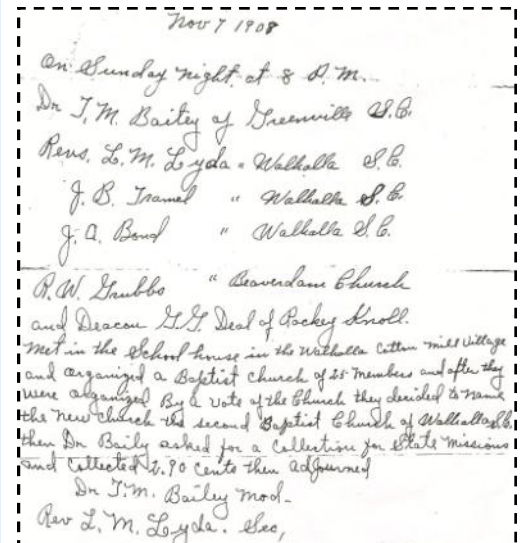 Nov 7 1908
On Sunday night at 8 P.M.
Dr T. M. Bailey of Greenville S.C.
Revs. L. M. Lyda " Walhalla S.C.
J. B. Tramel " Walhalla S.C.
J. A. Bond " Walhalla S.C.
R. W. Grubbs " Beaverdam Church
and Deacon G. G. Deal of Rockey Knoll.
Met in the School house in the Walhalla Cotton Mill Village
and organized a Baptist Church of 25 Members and after they
were organized By a vote of the Church they decided to name
the New Church the second Baptist Church of Walhalla S.C.
then Dr Baily asked for a Collection for State Missions
and Collected 2.90 cents then adjourned
Dr T. M. Bailey Mod-
Rev L. M. Lyda. Sec,